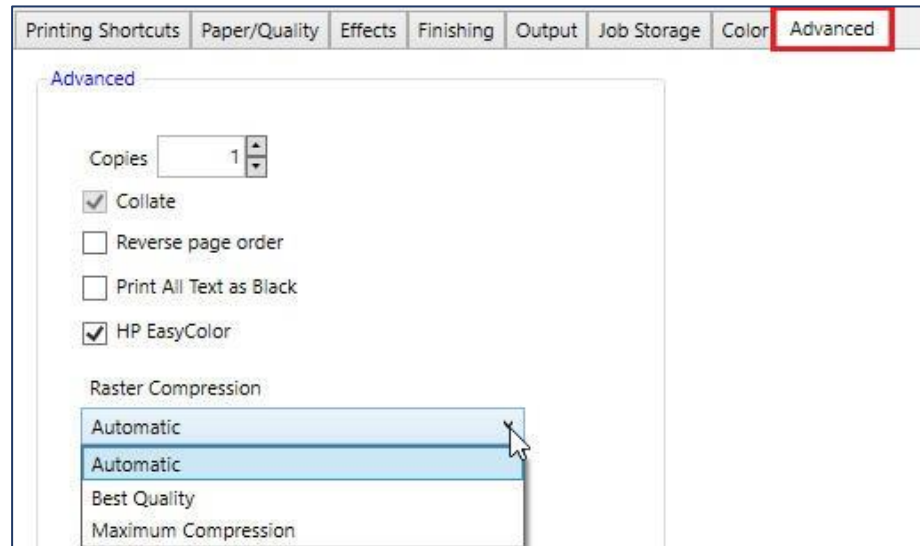 Printing Shortcuts Paper/Quality Effects Finishing Output Job Storage Color Advanced
Advanced
Copies 1
Collate
Reverse page order
Print All Text as Black
HP EasyColor
Raster Compression
Automatic
Automatic
Best Quality
Maximum Compression